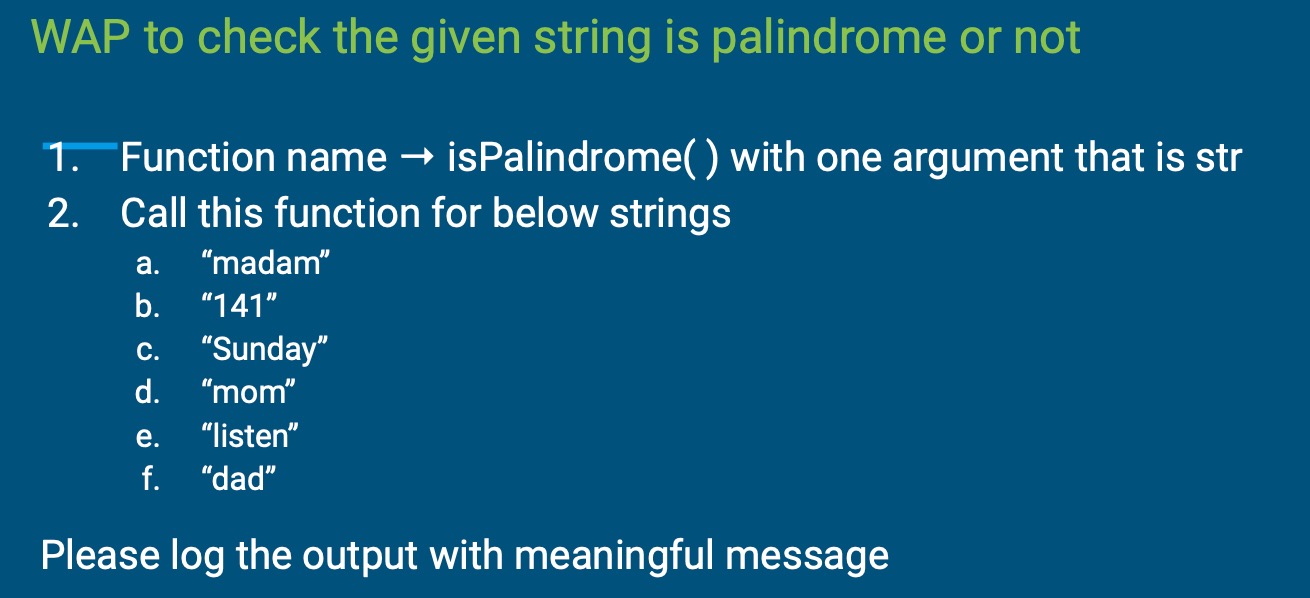 WAP to check the given string is palindrome or not
1. Function name → isPalindrome( ) with one argument that is str
2. Call this function for below strings
a. “madam”
b. “141”
c. “Sunday”
d. “mom”
e. “listen”
f. “dad”
Please log the output with meaningful message